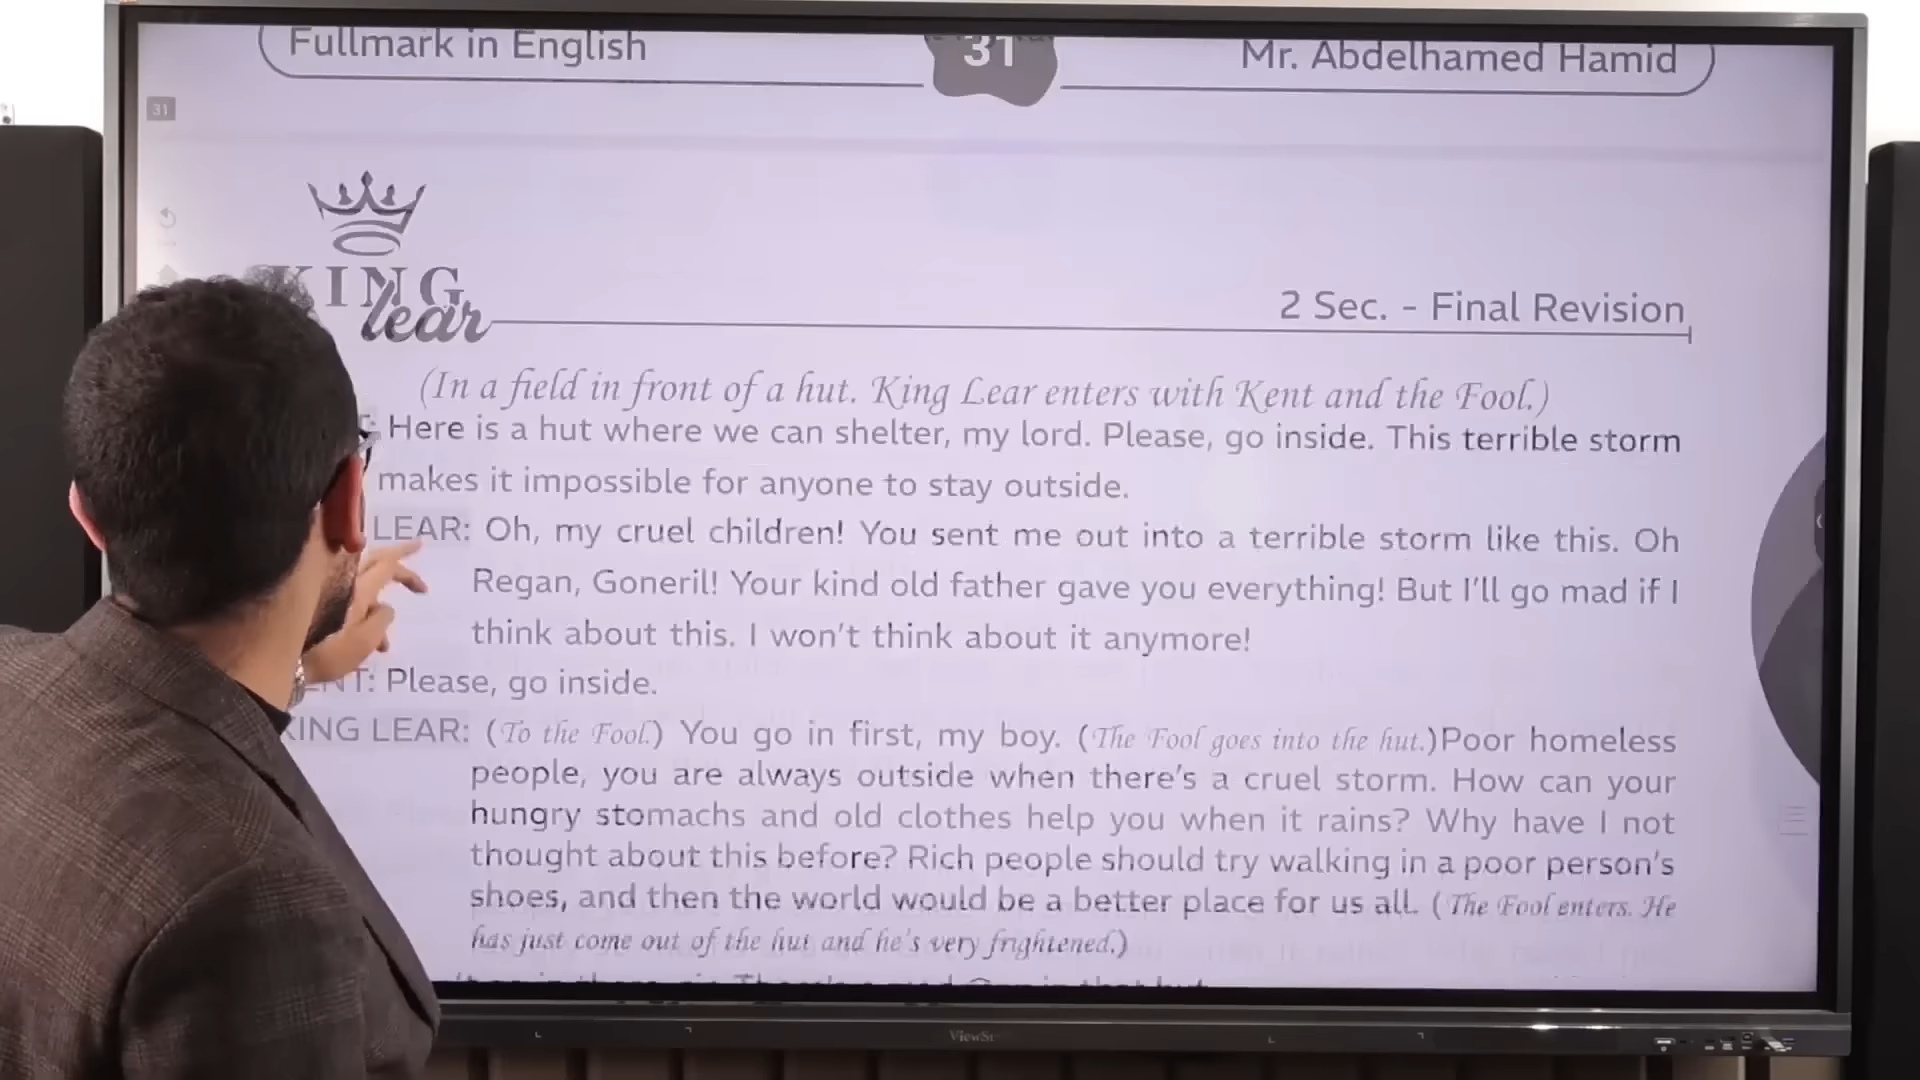 Fullmark in English
31
Mr. Abdelhamed Hamid
31
KING
lear
2 Sec. - Final Revision
(In a field in front of a hut. King Lear enters with Kent and the Fool.)
Here is a hut where we can shelter, my lord. Please, go inside. This terrible storm
makes it impossible for anyone to stay outside.
LEAR: Oh, my cruel children! You sent me out into a terrible storm like this. Oh
Regan, Goneril! Your kind old father gave you everything! But I'll go mad if I
think about this. I won't think about it anymore!
ENT: Please, go inside.
KING LEAR: (To the Fool.) You go in first, my boy. (The Fool goes into the hut.)Poor homeless
people, you are always outside when there's a cruel storm. How can your
hungry stomachs and old clothes help you when it rains? Why have I not
thought about this before? Rich people should try walking in a poor person's
shoes, and then the world would be a better place for us all. (The Fool enters. He
has just come out of the hut and he's very frightened.)